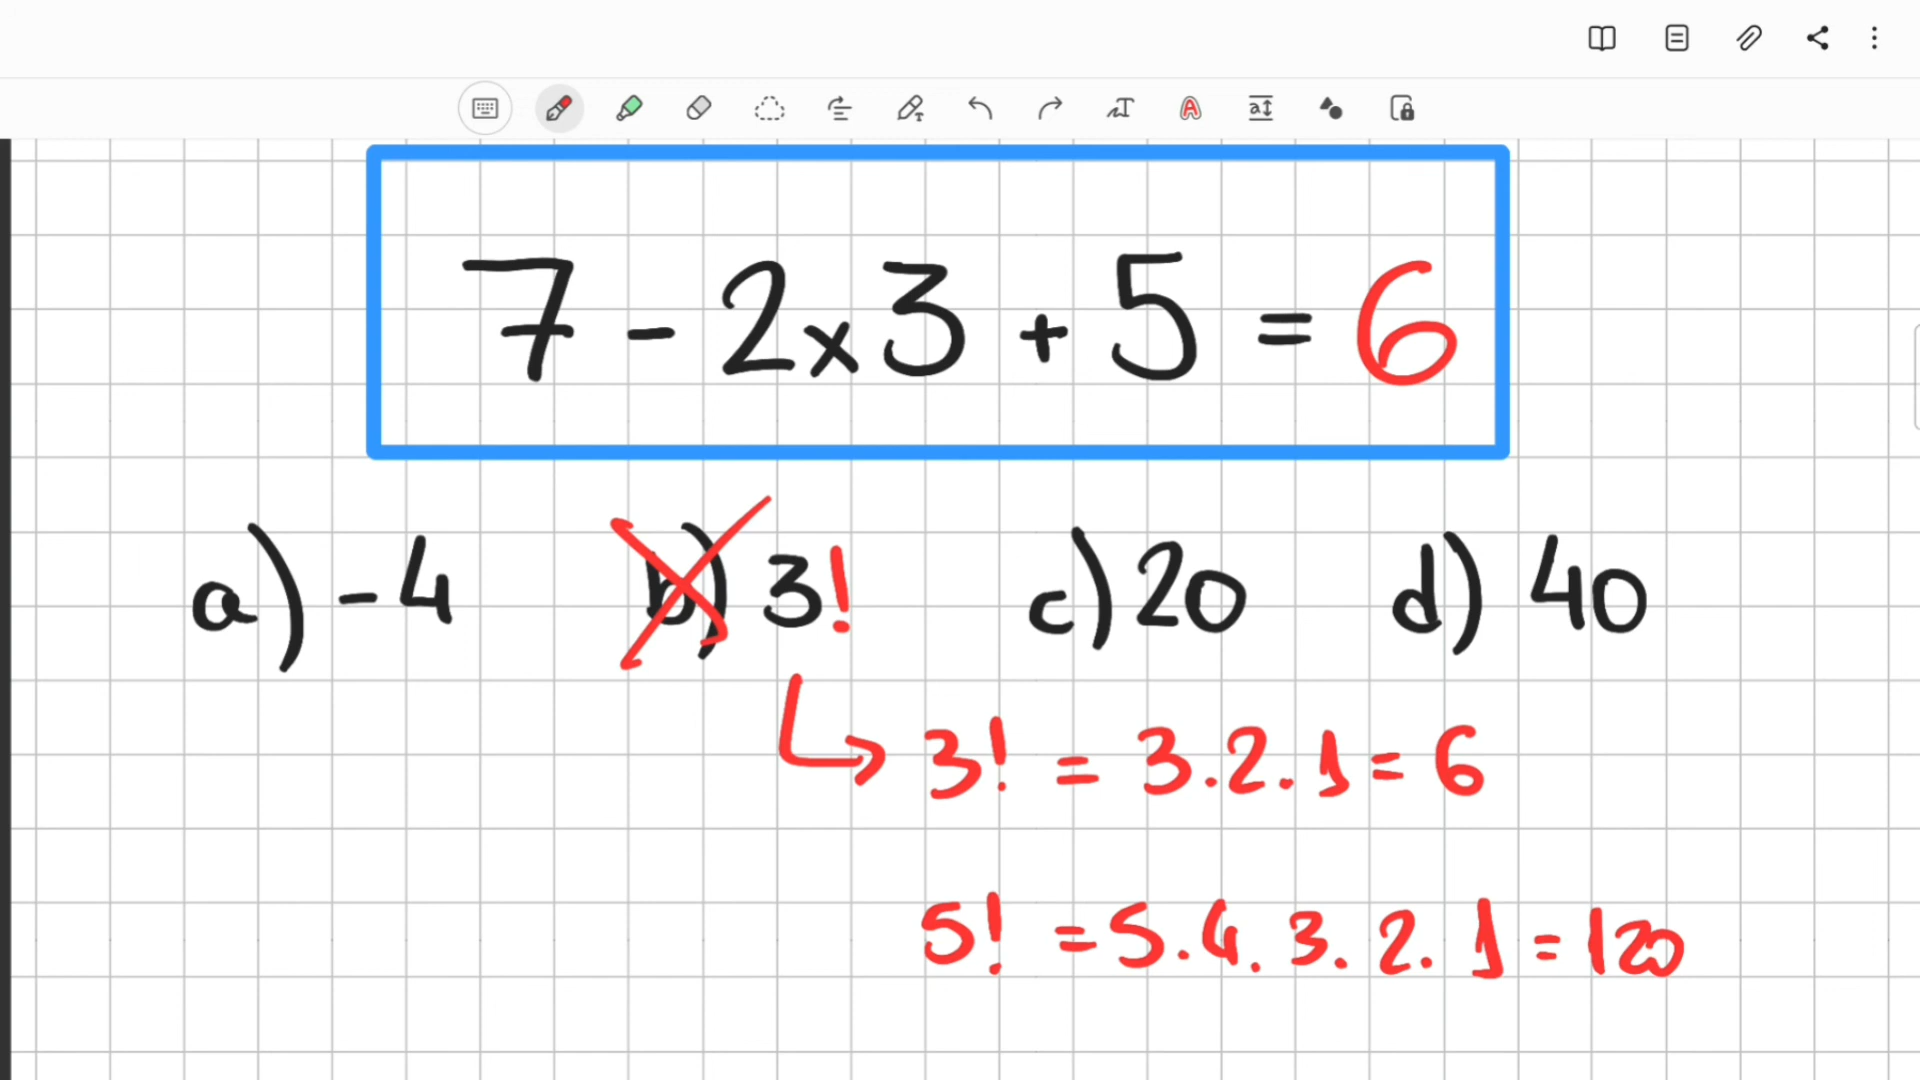 7 - 2x3 + 5 = 6
a) -4 b) 3! c) 20 d) 40
3! = 3.2.1 = 6
5! = 5.4.3.2.1 = 120